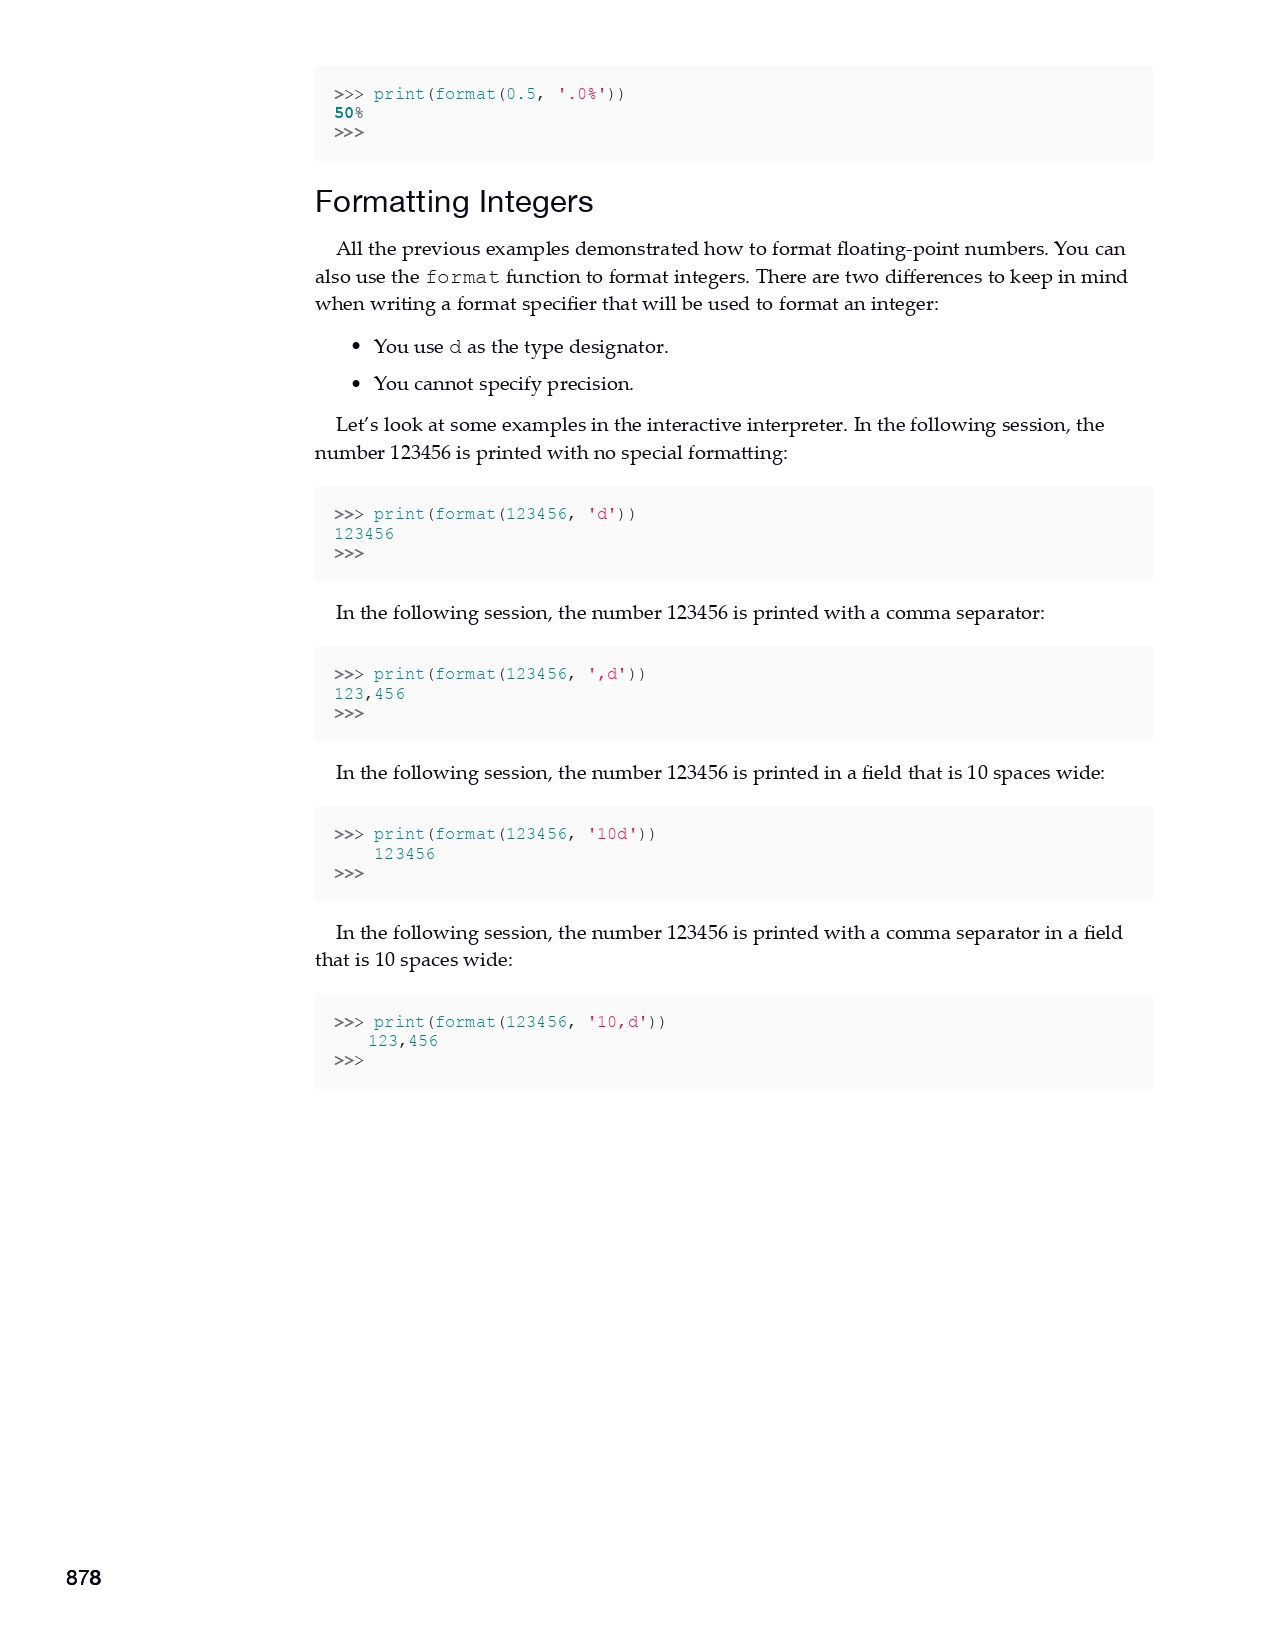 >>> print(format(0.5, '.0%'))
50%
>>>
Formatting Integers
All the previous examples demonstrated how to format floating-point numbers. You can
also use the format function to format integers. There are two differences to keep in mind
when writing a format specifier that will be used to format an integer:
• You use d as the type designator.
• You cannot specify precision.
Let’s look at some examples in the interactive interpreter. In the following session, the
number 123456 is printed with no special formatting:
>>> print(format(123456, 'd'))
123456
>>>
In the following session, the number 123456 is printed with a comma separator:
>>> print(format(123456, ',d'))
123,456
>>>
In the following session, the number 123456 is printed in a field that is 10 spaces wide:
>>> print(format(123456, '10d'))
    123456
>>>
In the following session, the number 123456 is printed with a comma separator in a field
that is 10 spaces wide:
>>> print(format(123456, '10,d'))
   123,456
>>>
878